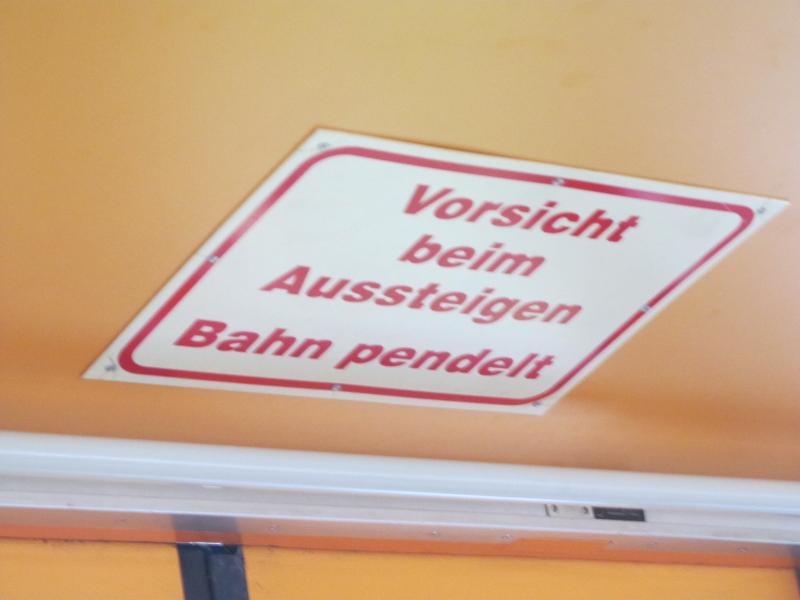 Vorsicht
beim
Aussteigen
Bahn pendelt